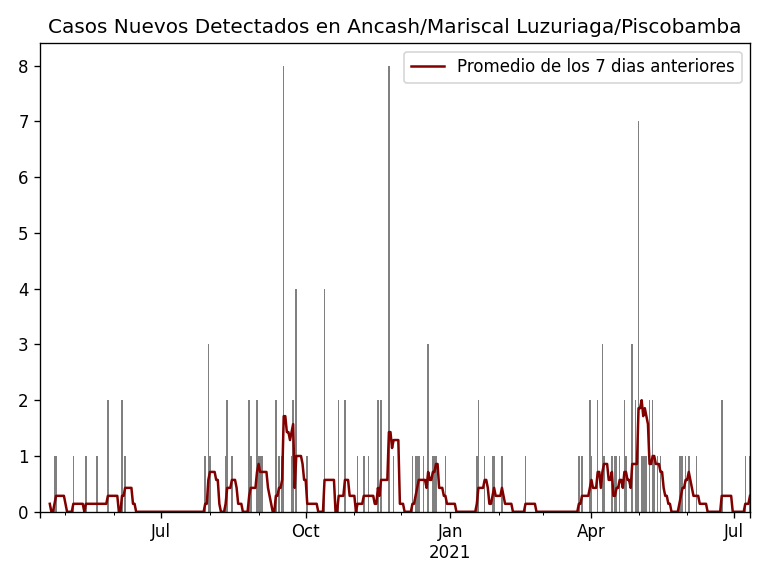 Casos Nuevos Detectados en Ancash/Mariscal Luzuriaga/Piscobamba
Promedio de los 7 dias anteriores
8
7
6
5
4
3
2
1
0
Jul
Oct
Jan
2021
Apr
Jul